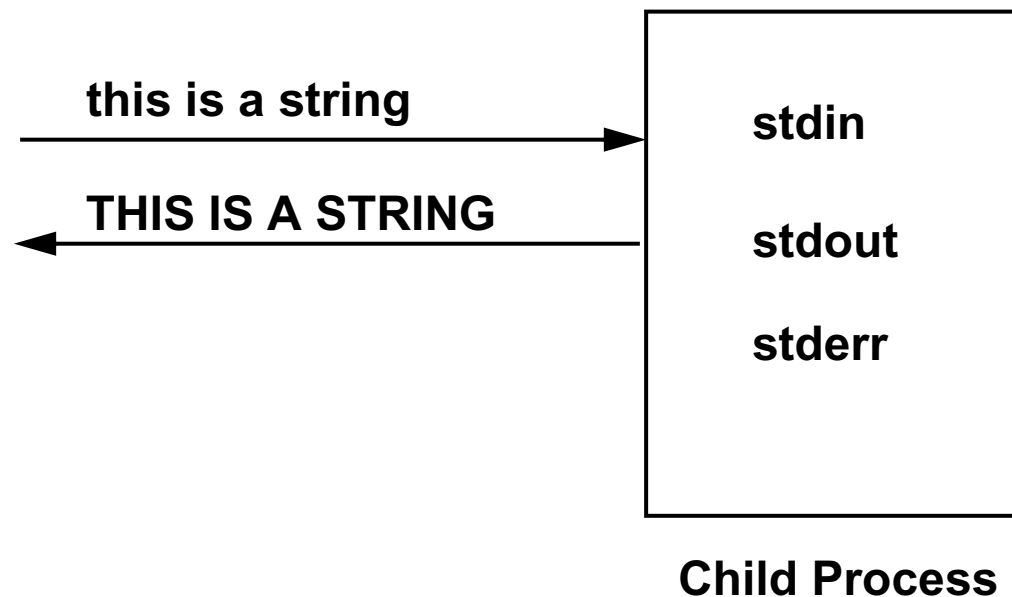 this is a string
stdin
THIS IS A STRING
stdout
stderr
Child Process